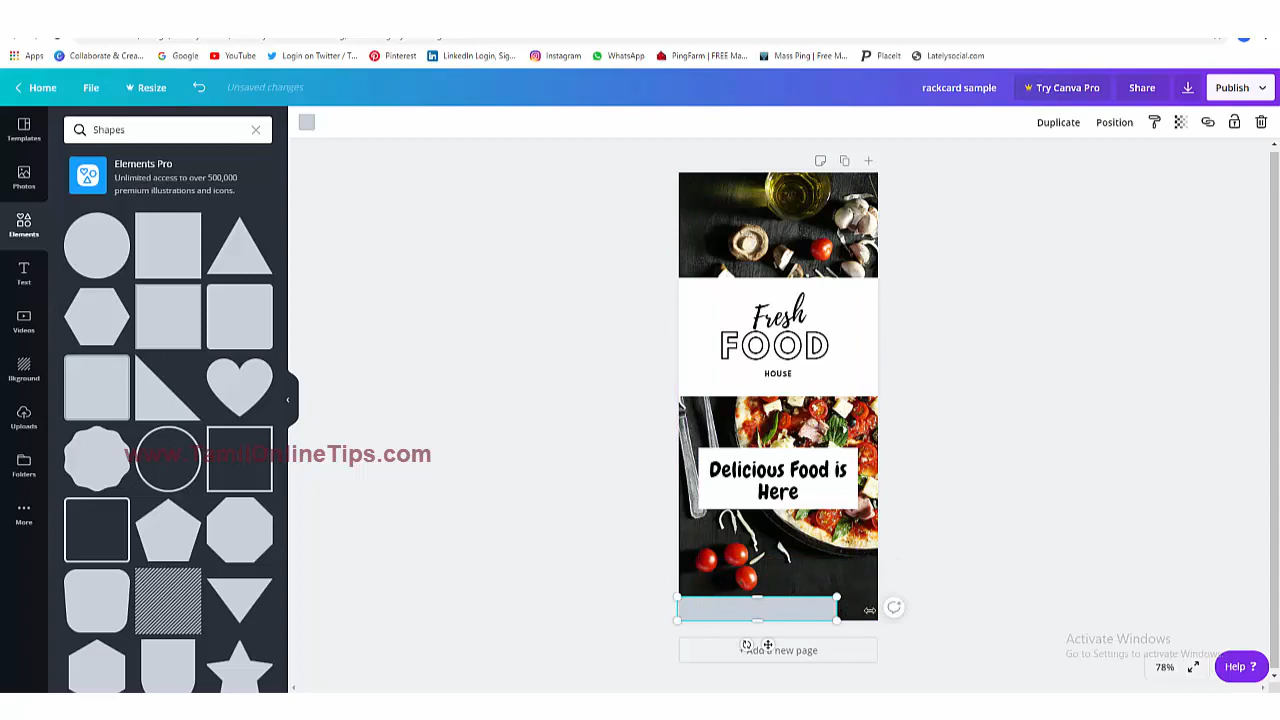 Apps Collaborate & Crea... Google YouTube Login on Twitter / T... Pinterest LinkedIn Login, Sig... Instagram WhatsApp PingFarm | FREE Ma... Mass Ping | Free M... PlaceIt Latelysocial.com
Home File Resize Unsaved changes rackcard sample Try Canva Pro Share Publish
Shapes
Duplicate Position
Templates
Elements Pro
Unlimited access to over 500,000
premium illustrations and icons.
Photos
Elements
Text
Videos
Bkground
Uploads
Folders
More
www.TamilOnlineTips.com
Fresh
FOOD
HOUSE
Delicious Food is
Here
+ Add a new page
Activate Windows
Go to Settings to activate Windows.
78%
Help ?